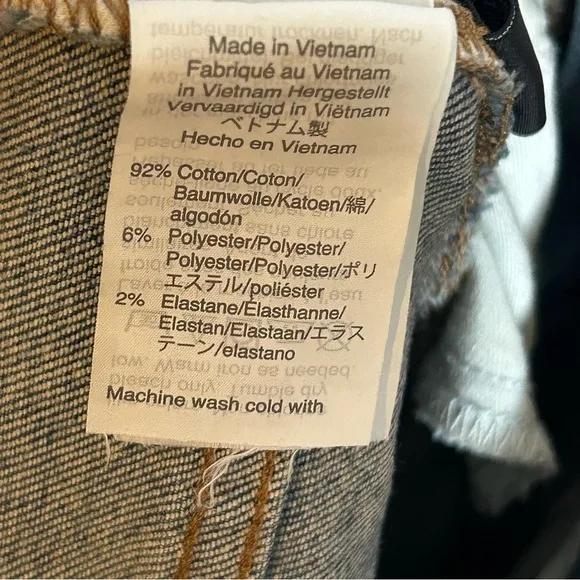 Made in Vietnam
Fabriqué au Vietnam
in Vietnam Hergestellt
vervaardigd in Viëtnam
ベトナム製
Hecho en Vietnam
92% Cotton/Coton/
Baumwolle/Katoen/綿/
algodón
6% Polyester/Polyester/
Polyester/Polyester/ポリ
エステル/poliéster
2% Elastane/Élasthanne/
Elastan/Elastaan/エラス
テーン/elastano
Machine wash cold with